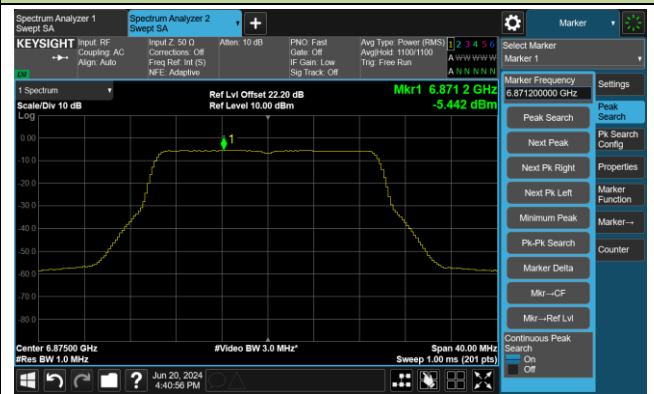 Spectrum Analyzer 1
Swept SA
Spectrum Analyzer 2
Swept SA
+
Marker
KEYSIGHT
Input: RF
Coupling: AC
Align: Auto
Input Z: 50 Ω
Corrections: Off
Freq Ref: Int (S)
NFE: Adaptive
Atten: 10 dB
PNO: Fast
Gate: Off
IF Gain: Low
Sig Track: Off
Avg Type: Power (RMS)
Avg|Hold: 1100/1100
Trig: Free Run
1 2 3 4 5 6
A W W W W W
A N N N N N
Select Marker
Marker 1
LXI
1 Spectrum
Scale/Div 10 dB
Log
Ref Lvl Offset 22.20 dB
Ref Level 10.00 dBm
Mkr1 6.871 2 GHz
-5.442 dBm
1
0.00
-10.0
-20.0
-30.0
-40.0
-50.0
-60.0
-70.0
-80.0
Center 6.87500 GHz
#Res BW 1.0 MHz
#Video BW 3.0 MHz*
Span 40.00 MHz
Sweep 1.00 ms (201 pts)
Marker Frequency
6.871200000 GHz
Peak Search
Next Peak
Next Pk Right
Next Pk Left
Minimum Peak
Pk-Pk Search
Marker Delta
Mkr→CF
Mkr→Ref Lvl
Continuous Peak
Search
On
Off
Settings
Peak
Search
Pk Search
Config
Properties
Marker
Function
Marker→
Counter
?
Jun 20, 2024
4:40:56 PM